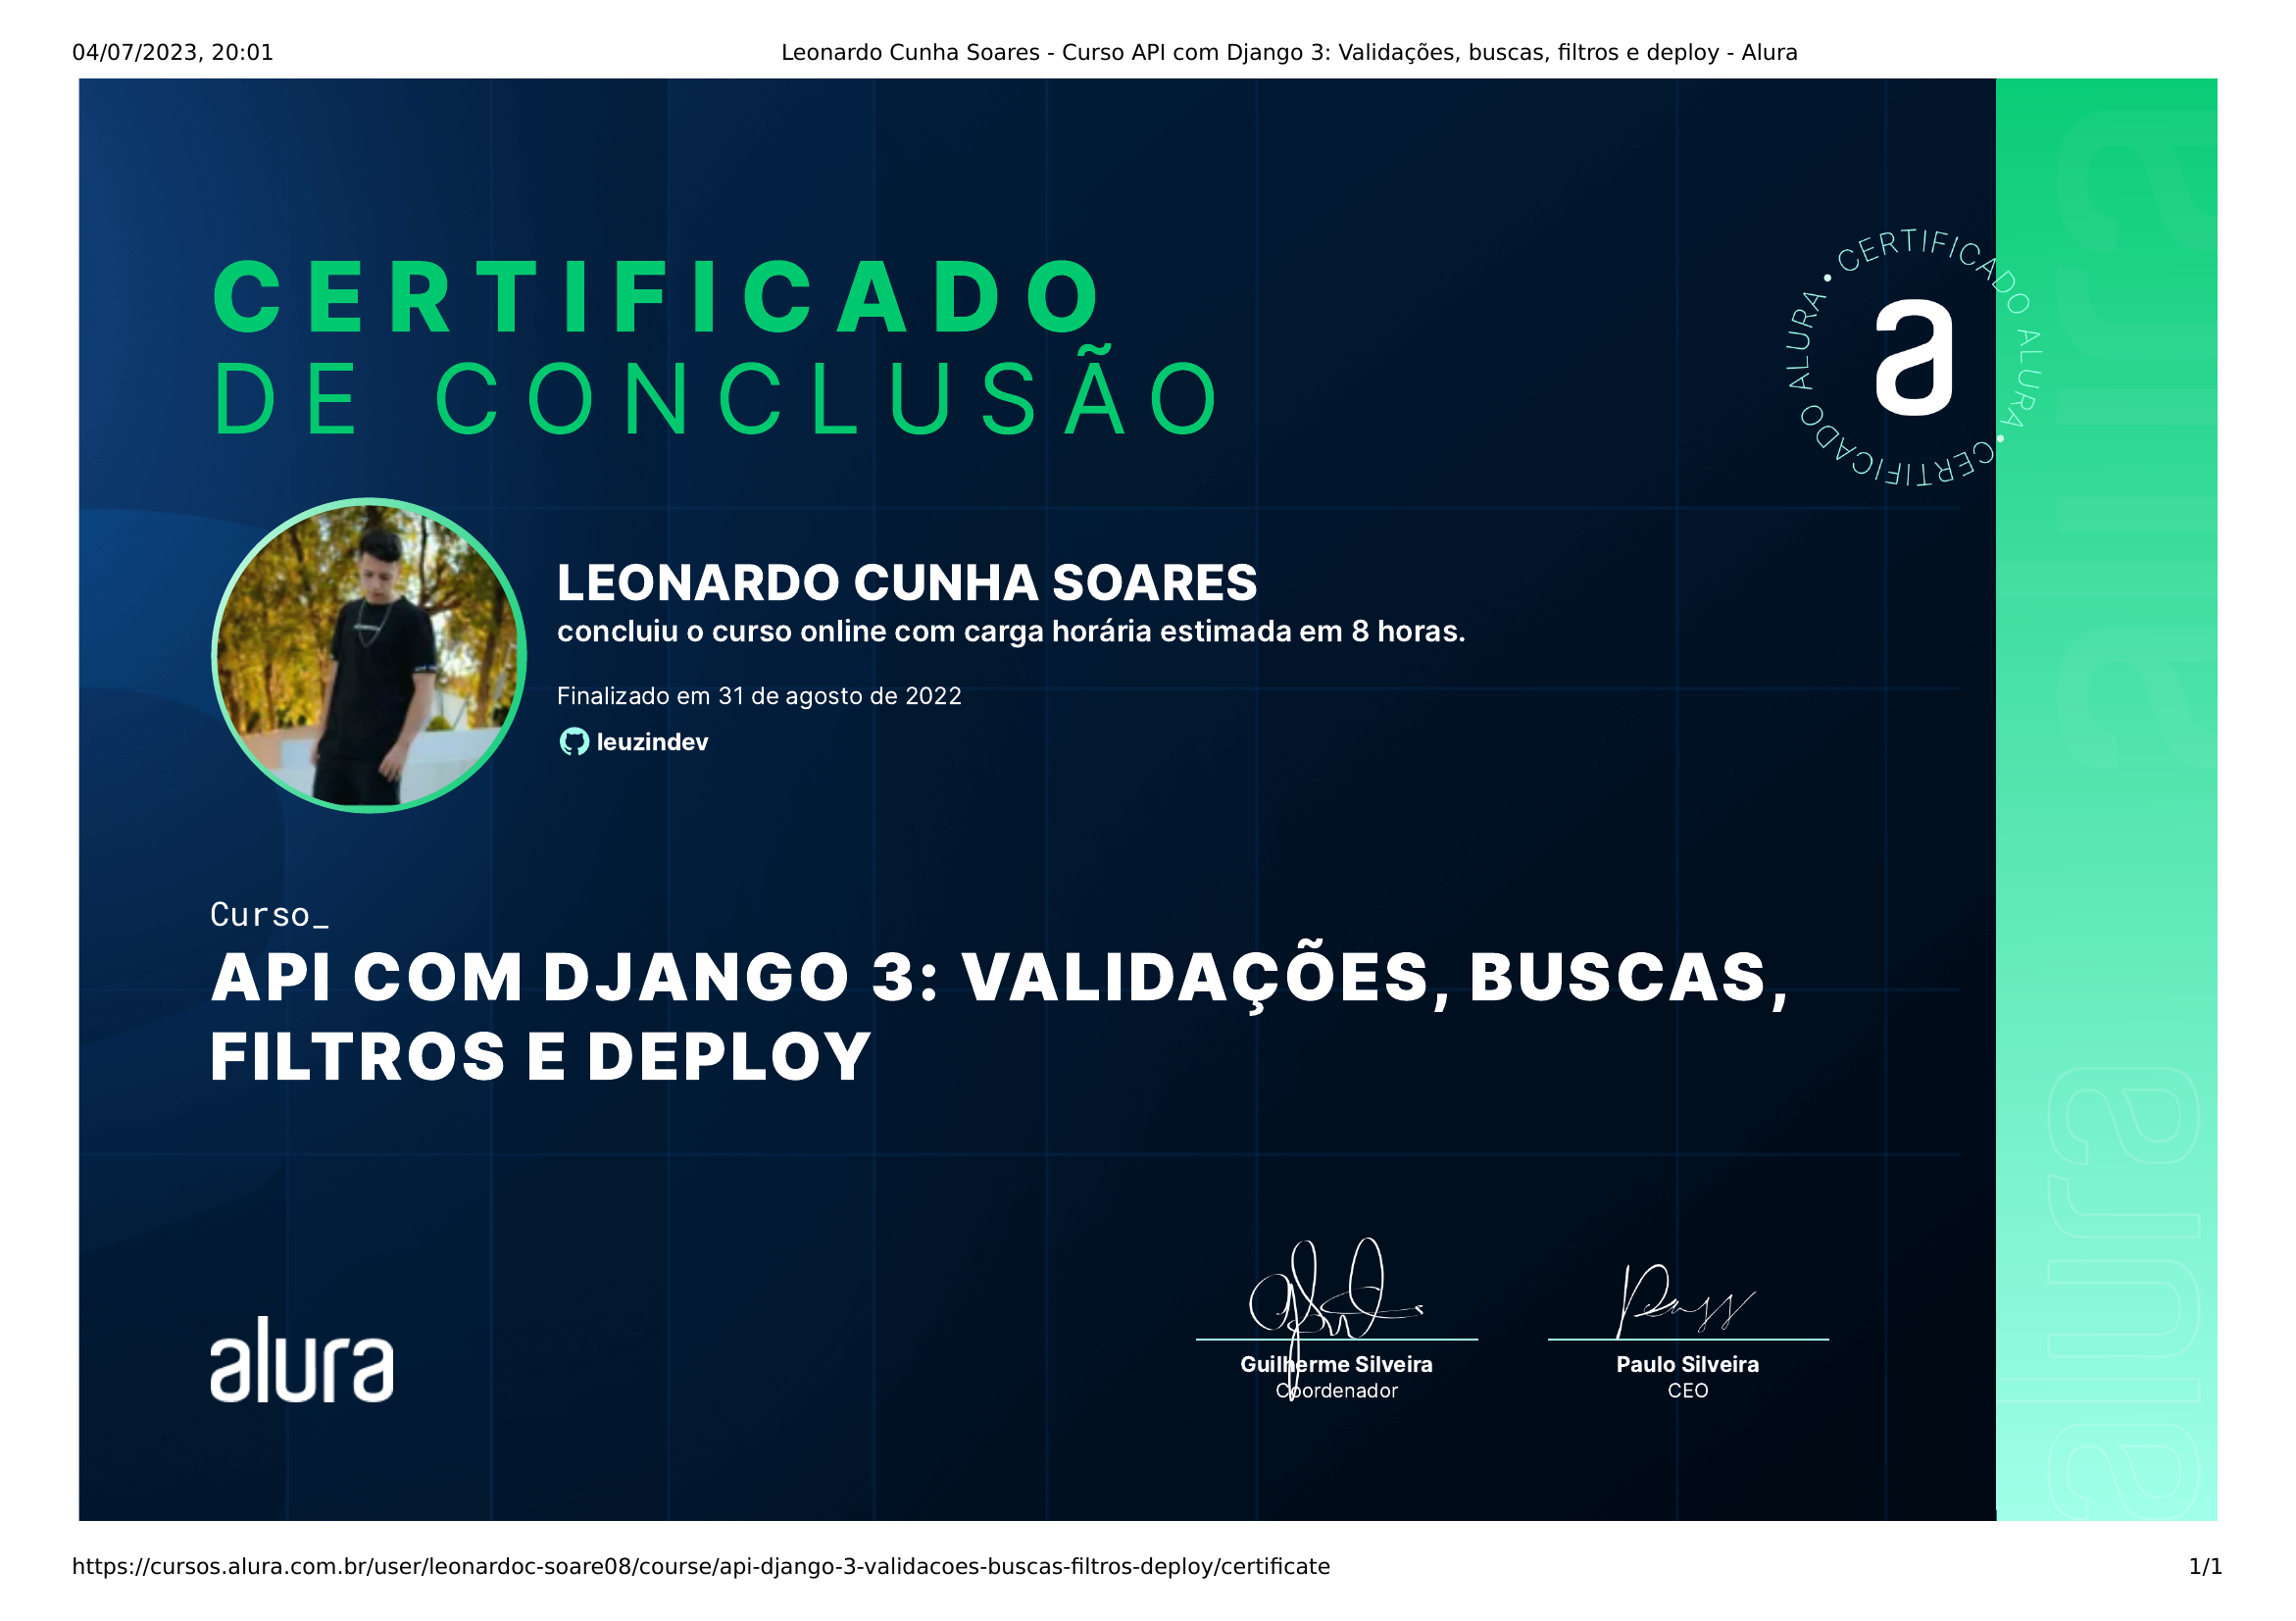 04/07/2023, 20:01
Leonardo Cunha Soares - Curso API com Django 3: Validações, buscas, filtros e deploy - Alura
CERTIFICADO
DE CONCLUSÃO
CERTIFICADO ALURA • CERTIFICADO ALURA •
a
LEONARDO CUNHA SOARES
concluiu o curso online com carga horária estimada em 8 horas.
Finalizado em 31 de agosto de 2022
leuzindev
Curso_
API COM DJANGO 3: VALIDAÇÕES, BUSCAS,
FILTROS E DEPLOY
alura
Guilherme Silveira
Coordenador
Paulo Silveira
CEO
alura
alura
https://cursos.alura.com.br/user/leonardoc-soare08/course/api-django-3-validacoes-buscas-filtros-deploy/certificate
1/1